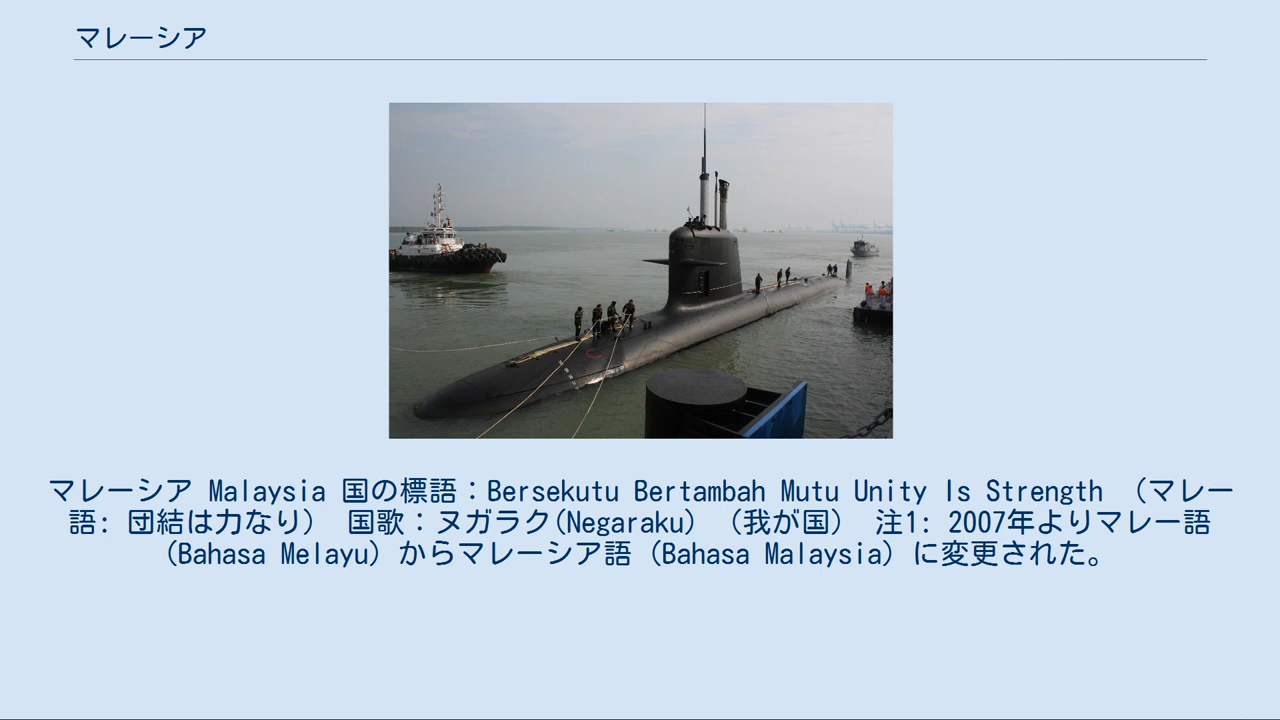 マレーシア
マレーシア Malaysia 国の標語：Bersekutu Bertambah Mutu Unity Is Strength （マレー
語: 団結は力なり） 国歌：ヌガラク(Negaraku) （我が国） 注1: 2007年よりマレー語
（Bahasa Melayu）からマレーシア語（Bahasa Malaysia）に変更された。